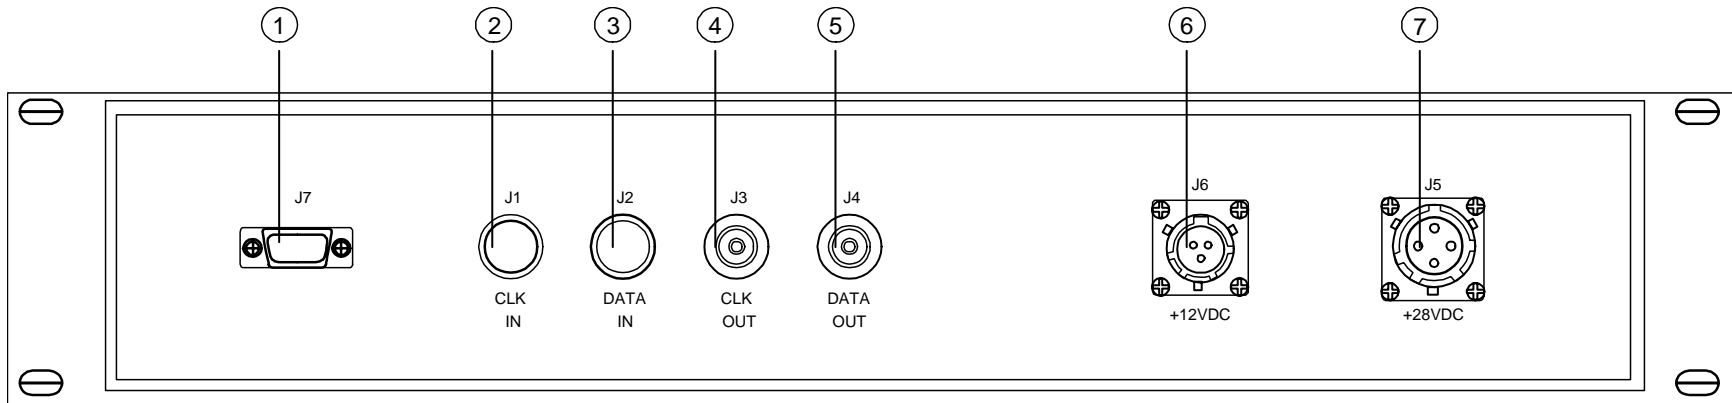 1 2 3 4 5 6 7
J7 J1 J2 J3 J4 J6 J5
CLK DATA CLK DATA
IN IN OUT OUT
+12VDC +28VDC